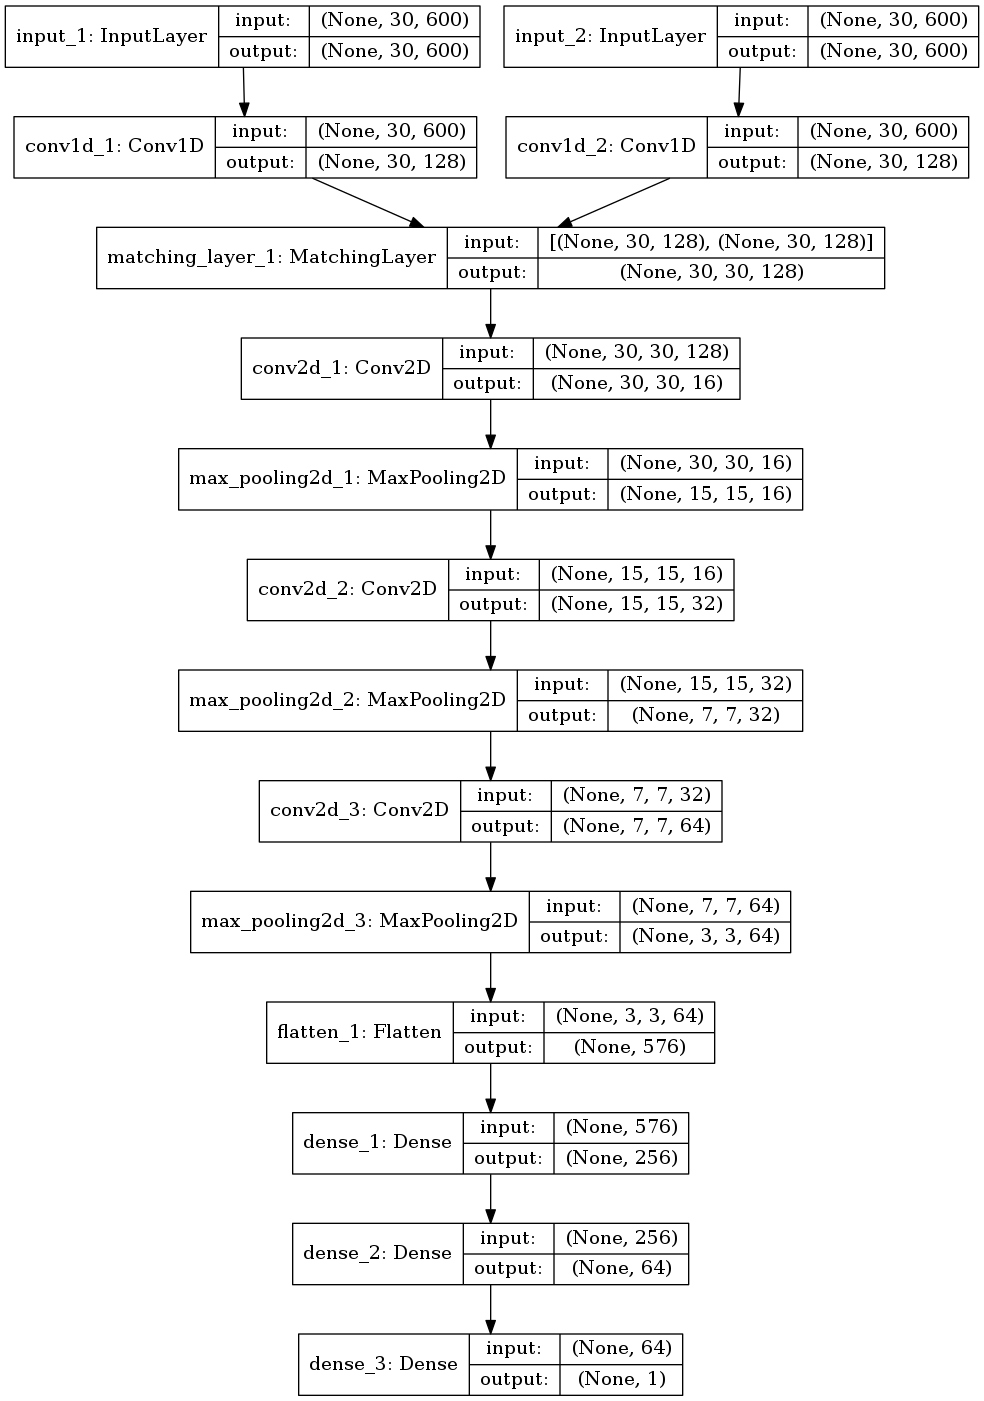 input_1: InputLayer input: (None, 30, 600)
output: (None, 30, 600)
input_2: InputLayer input: (None, 30, 600)
output: (None, 30, 600)
conv1d_1: Conv1D input: (None, 30, 600)
output: (None, 30, 128)
conv1d_2: Conv1D input: (None, 30, 600)
output: (None, 30, 128)
matching_layer_1: MatchingLayer input: [(None, 30, 128), (None, 30, 128)]
output: (None, 30, 30, 128)
conv2d_1: Conv2D input: (None, 30, 30, 128)
output: (None, 30, 30, 16)
max_pooling2d_1: MaxPooling2D input: (None, 30, 30, 16)
output: (None, 15, 15, 16)
conv2d_2: Conv2D input: (None, 15, 15, 16)
output: (None, 15, 15, 32)
max_pooling2d_2: MaxPooling2D input: (None, 15, 15, 32)
output: (None, 7, 7, 32)
conv2d_3: Conv2D input: (None, 7, 7, 32)
output: (None, 7, 7, 64)
max_pooling2d_3: MaxPooling2D input: (None, 7, 7, 64)
output: (None, 3, 3, 64)
flatten_1: Flatten input: (None, 3, 3, 64)
output: (None, 576)
dense_1: Dense input: (None, 576)
output: (None, 256)
dense_2: Dense input: (None, 256)
output: (None, 64)
dense_3: Dense input: (None, 64)
output: (None, 1)